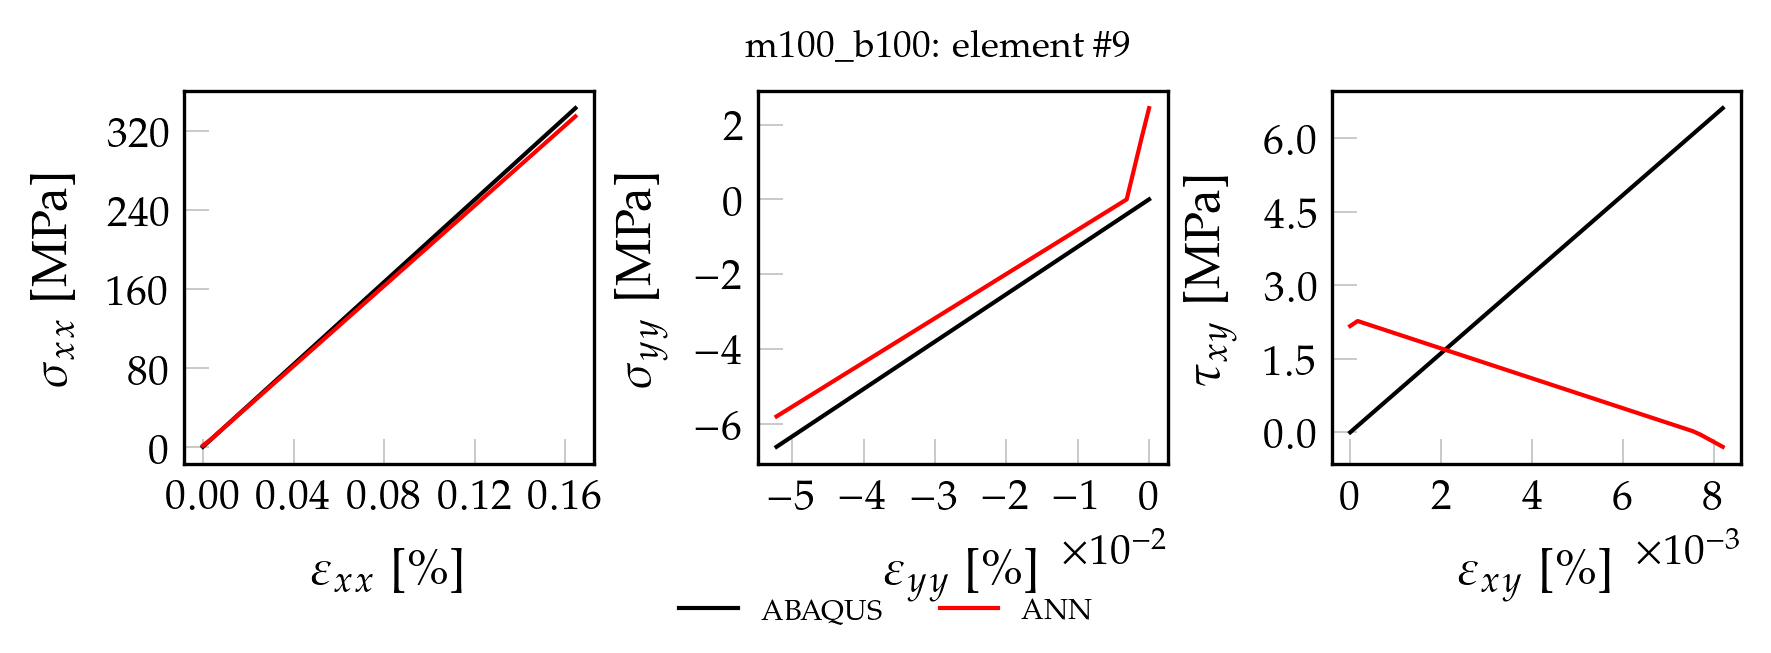 m100_b100: element #9
σxx [MPa]
320
240
160
80
0
0.00 0.04 0.08 0.12 0.16
εxx [%]
σyy [MPa]
2
0
−2
−4
−6
−5 −4 −3 −2 −1 0
×10−2
εyy [%]
τxy [MPa]
6.0
4.5
3.0
1.5
0.0
0 2 4 6 8
×10−3
εxy [%]
ABAQUS ANN